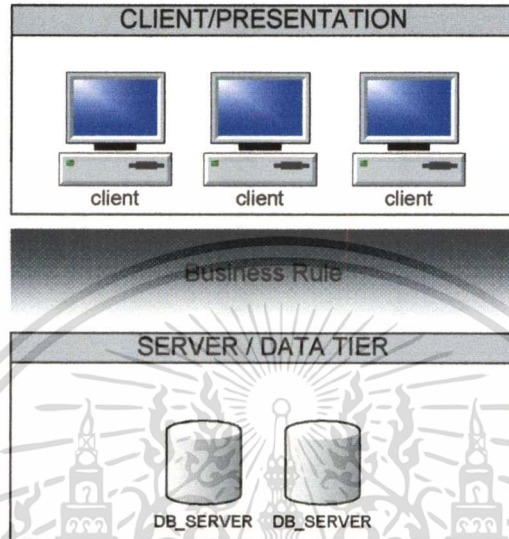 CLIENT/PRESENTATION
client client client
Business Rule
SERVER / DATA TIER
DB_SERVER DB_SERVER